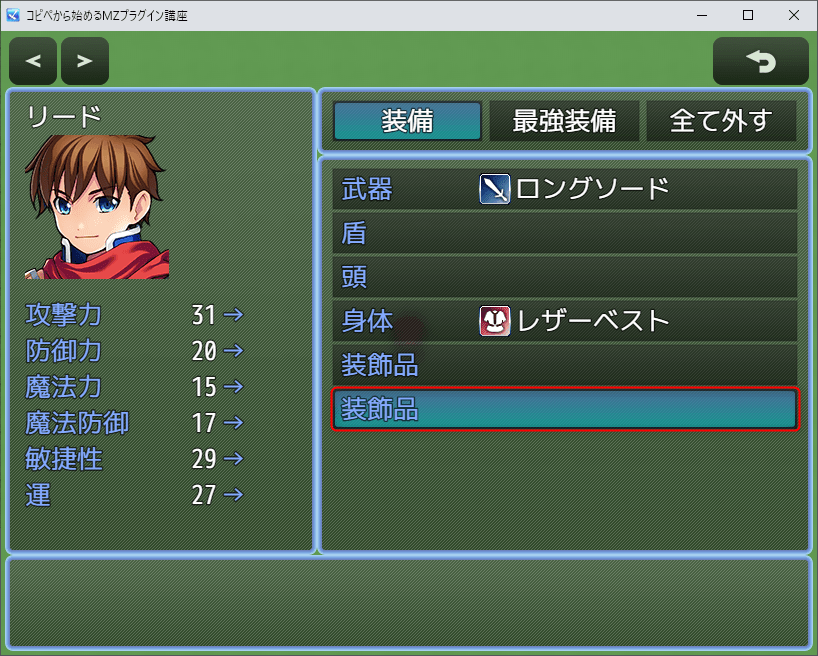 コピペから始めるMZプラグイン講座
< >
リード
攻撃力 31→
防御力 20→
魔法力 15→
魔法防御 17→
敏捷性 29→
運 27→
装備 最強装備 全て外す
武器 ロングソード
盾
頭
身体 レザーベスト
装飾品
装飾品